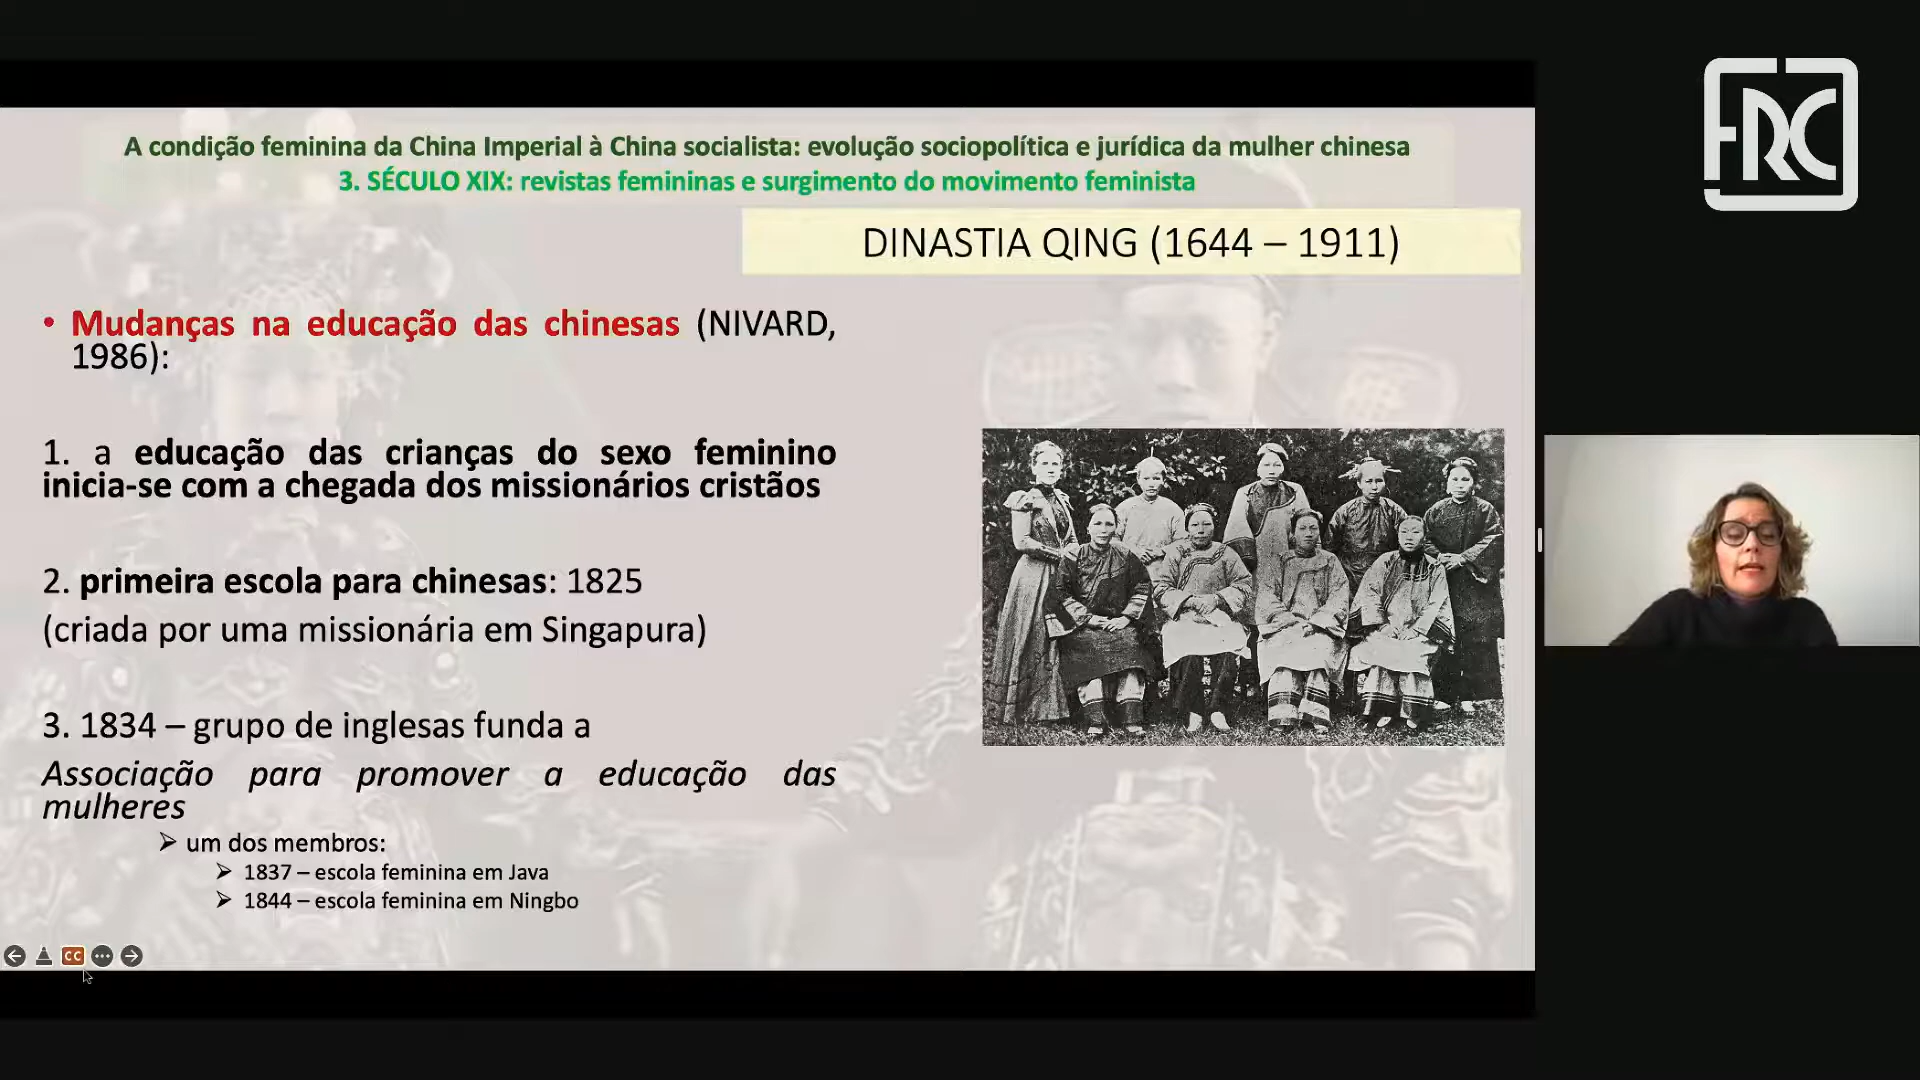 FRC
A condição feminina da China Imperial à China socialista: evolução sociopolítica e jurídica da mulher chinesa
3. SÉCULO XIX: revistas femininas e surgimento do movimento feminista
DINASTIA QING (1644 – 1911)
• Mudanças na educação das chinesas (NIVARD,
1986):
1. a educação das crianças do sexo feminino
inicia-se com a chegada dos missionários cristãos
2. primeira escola para chinesas: 1825
(criada por uma missionária em Singapura)
3. 1834 – grupo de inglesas funda a
Associação para promover a educação das
mulheres
➢ um dos membros:
➢ 1837 – escola feminina em Java
➢ 1844 – escola feminina em Ningbo
CC